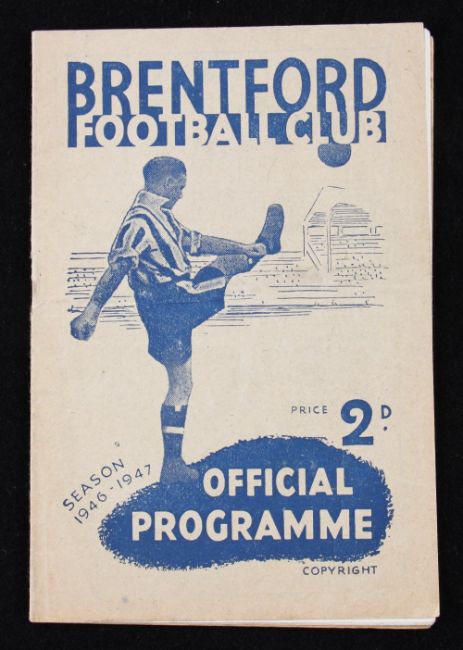 BRENTFORD
FOOTBALL CLUB
PRICE 2D.
SEASON
1946-1947
OFFICIAL
PROGRAMME
COPYRIGHT